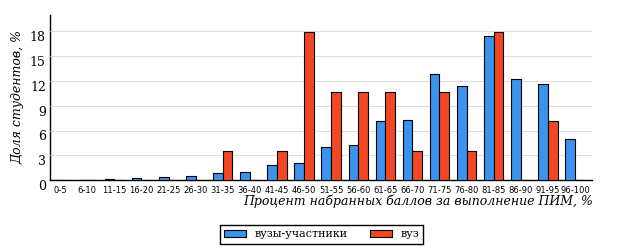 Доля студентов, %
18
15
12
9
6
3
0
0-5 6-10 11-15 16-20 21-25 26-30 31-35 36-40 41-45 46-50 51-55 56-60 61-65 66-70 71-75 76-80 81-85 86-90 91-95 96-100
Процент набранных баллов за выполнение ПИМ, %
вузы-участники вуз